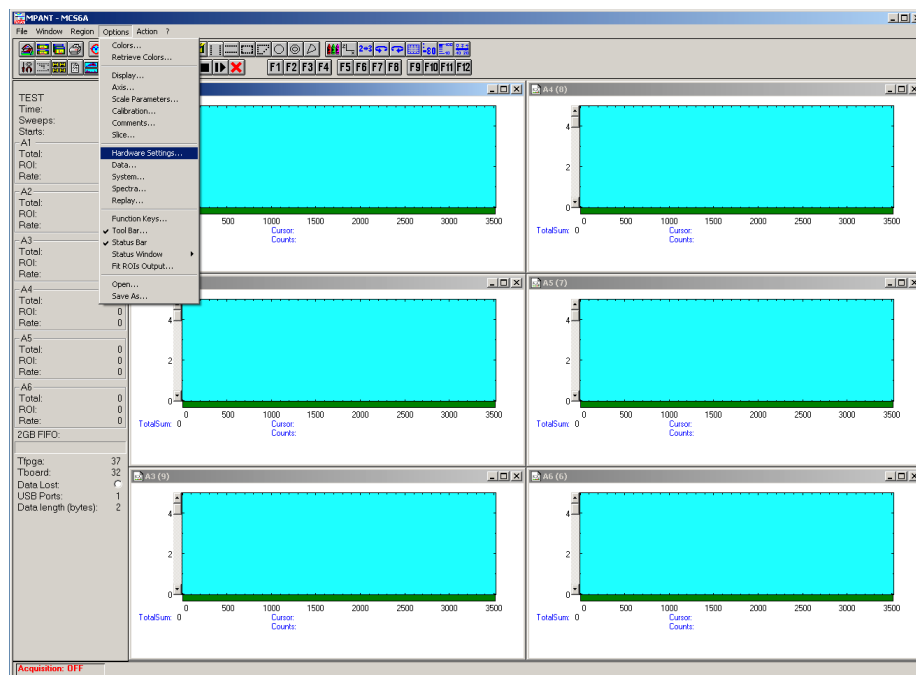 MPANT - MCS6A
File Window Region Options Action ?
F1 F2 F3 F4 F5 F6 F7 F8 F9 F10 F11 F12
Colors...
Retrieve Colors...
Display...
Axis...
Scale Parameters...
Calibration...
Comments...
Slice...
Hardware Settings...
Data...
System...
Spectra...
Replay...
Function Keys...
Tool Bar...
Status Bar
Status Window
Fit ROIs Output...
Open...
Save As...
TEST
Time:
Sweeps:
Starts:
A1
Total:
ROI:
Rate:
A2
Total:
ROI:
Rate:
A3
Total:
ROI:
Rate:
A4
Total:
ROI:
Rate: 0
A5
Total: 0
ROI: 0
Rate: 0
A6
Total: 0
ROI: 0
Rate: 0
2GB FIFO:
Tfpga: 37
Tboard: 32
Data Lost:
USB Ports: 1
Data length (bytes): 2
500 1000 1500 2000 2500 3000 3500
Cursor:
Counts:
A4 (8)
4
2
0
0 500 1000 1500 2000 2500 3000 3500
TotalSum: 0 Cursor:
Counts:
4
2
0
0 500 1000 1500 2000 2500 3000 3500
TotalSum: 0 Cursor:
Counts:
A5 (7)
4
2
0
0 500 1000 1500 2000 2500 3000 3500
TotalSum: 0 Cursor:
Counts:
A3 (9)
4
2
0
0 500 1000 1500 2000 2500 3000 3500
TotalSum: 0 Cursor:
Counts:
A6 (6)
4
2
0
0 500 1000 1500 2000 2500 3000 3500
TotalSum: 0 Cursor:
Counts:
Acquisition: OFF